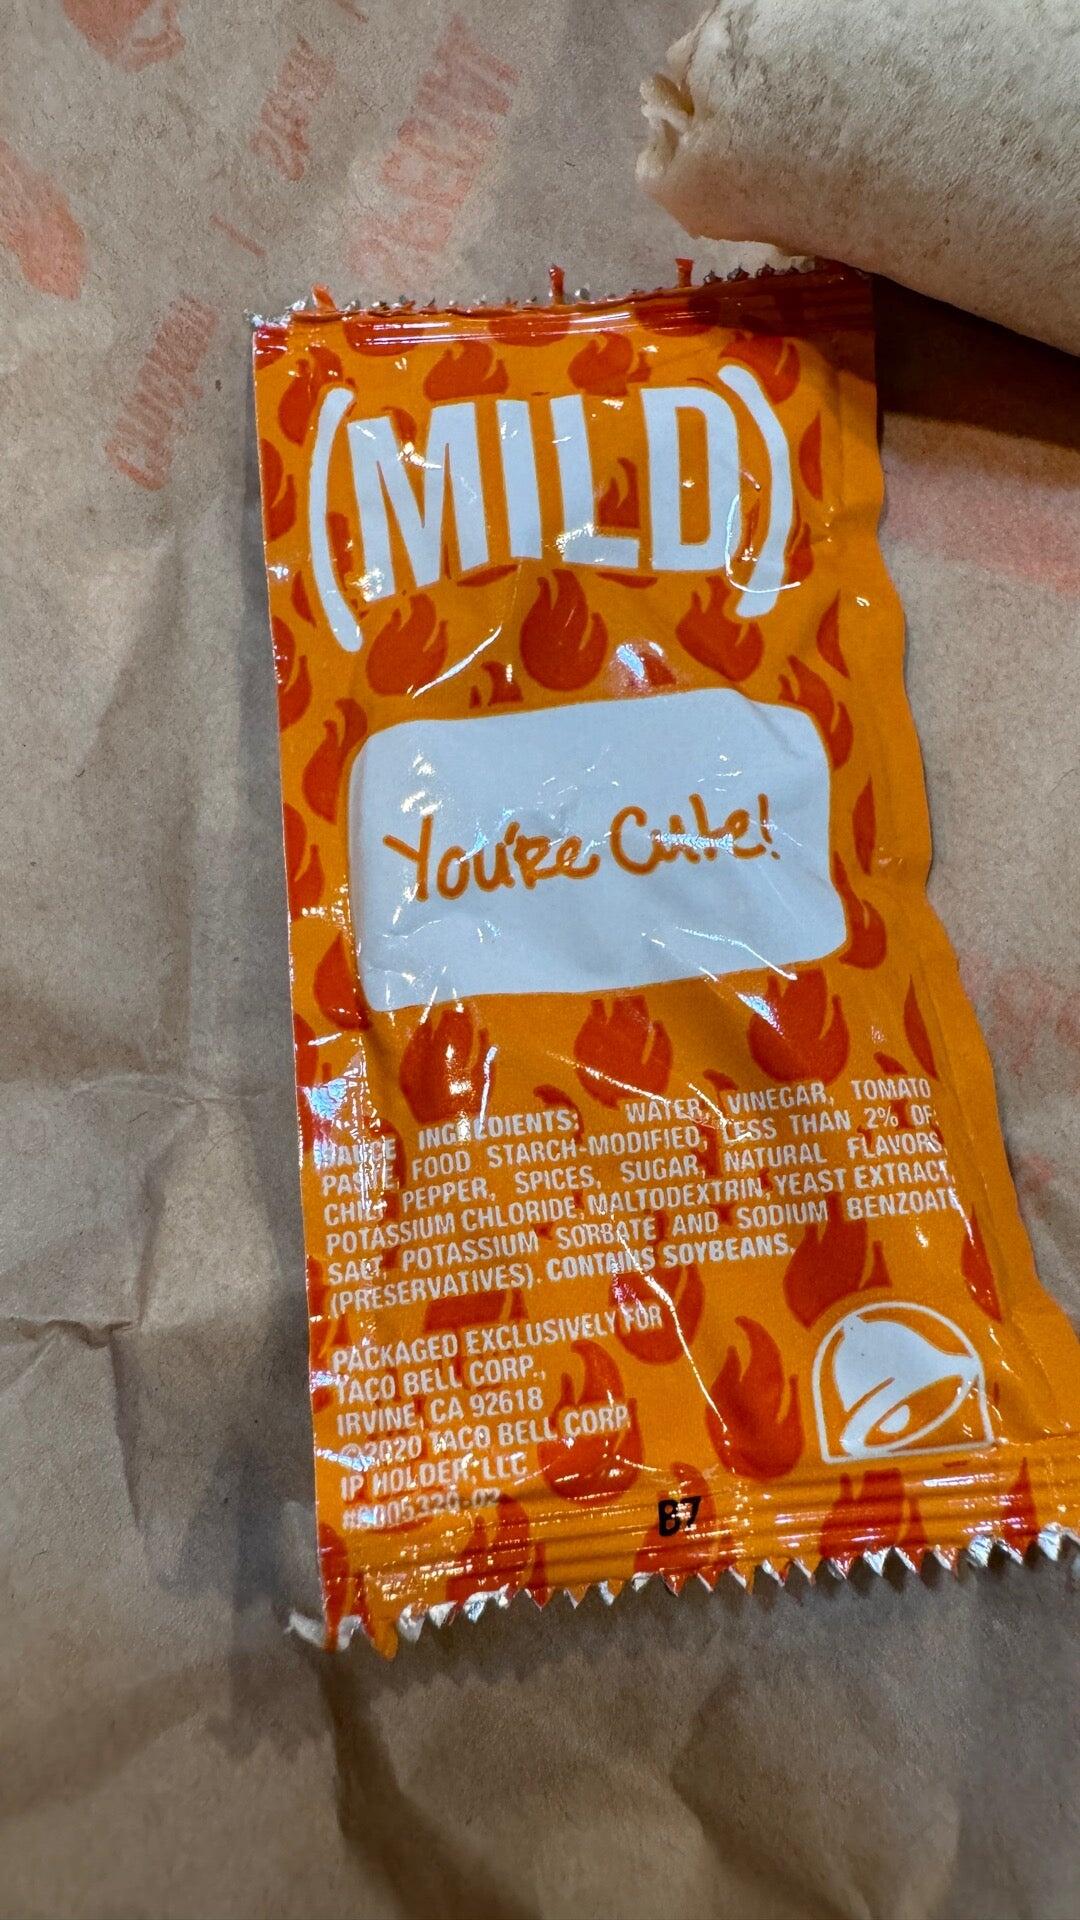 (MILD)
You're Cute!
SAUCE INGREDIENTS: WATER, VINEGAR, TOMATO
PASTE, FOOD STARCH-MODIFIED, LESS THAN 2% OF:
CHILI PEPPER, SPICES, SUGAR, NATURAL FLAVORS,
POTASSIUM CHLORIDE, MALTODEXTRIN, YEAST EXTRACT,
SALT, POTASSIUM SORBATE AND SODIUM BENZOATE
(PRESERVATIVES). CONTAINS SOYBEANS.
PACKAGED EXCLUSIVELY FOR
TACO BELL CORP.,
IRVINE, CA 92618
©2020 TACO BELL CORP.
IP HOLDER, LLC
B7